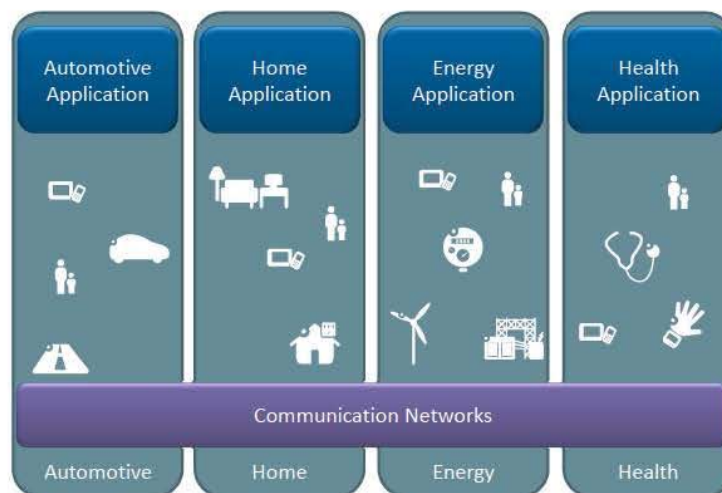 Automotive
Application
Home
Application
Energy
Application
Health
Application
Communication Networks
Automotive
Home
Energy
Health